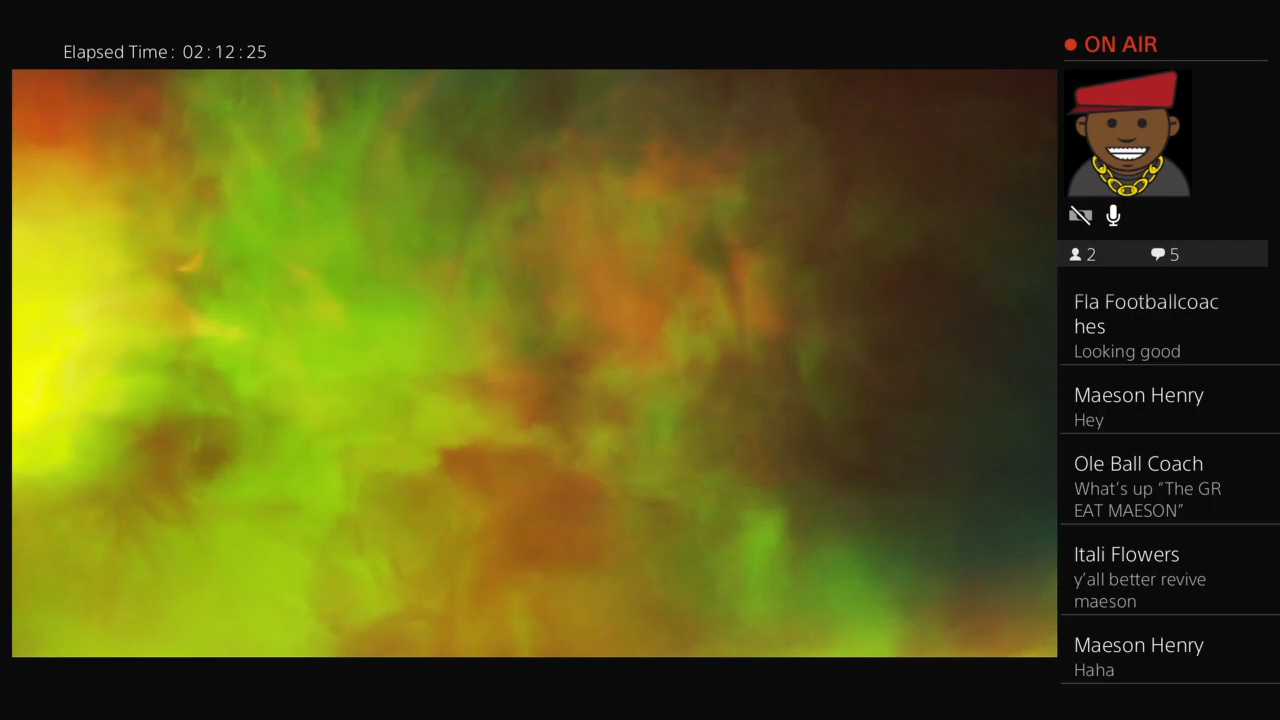 Elapsed Time: 02:12:25
ON AIR
2 5
Fla Footballcoac
hes
Looking good
Maeson Henry
Hey
Ole Ball Coach
What's up “The GR
EAT MAESON”
Itali Flowers
y'all better revive
maeson
Maeson Henry
Haha